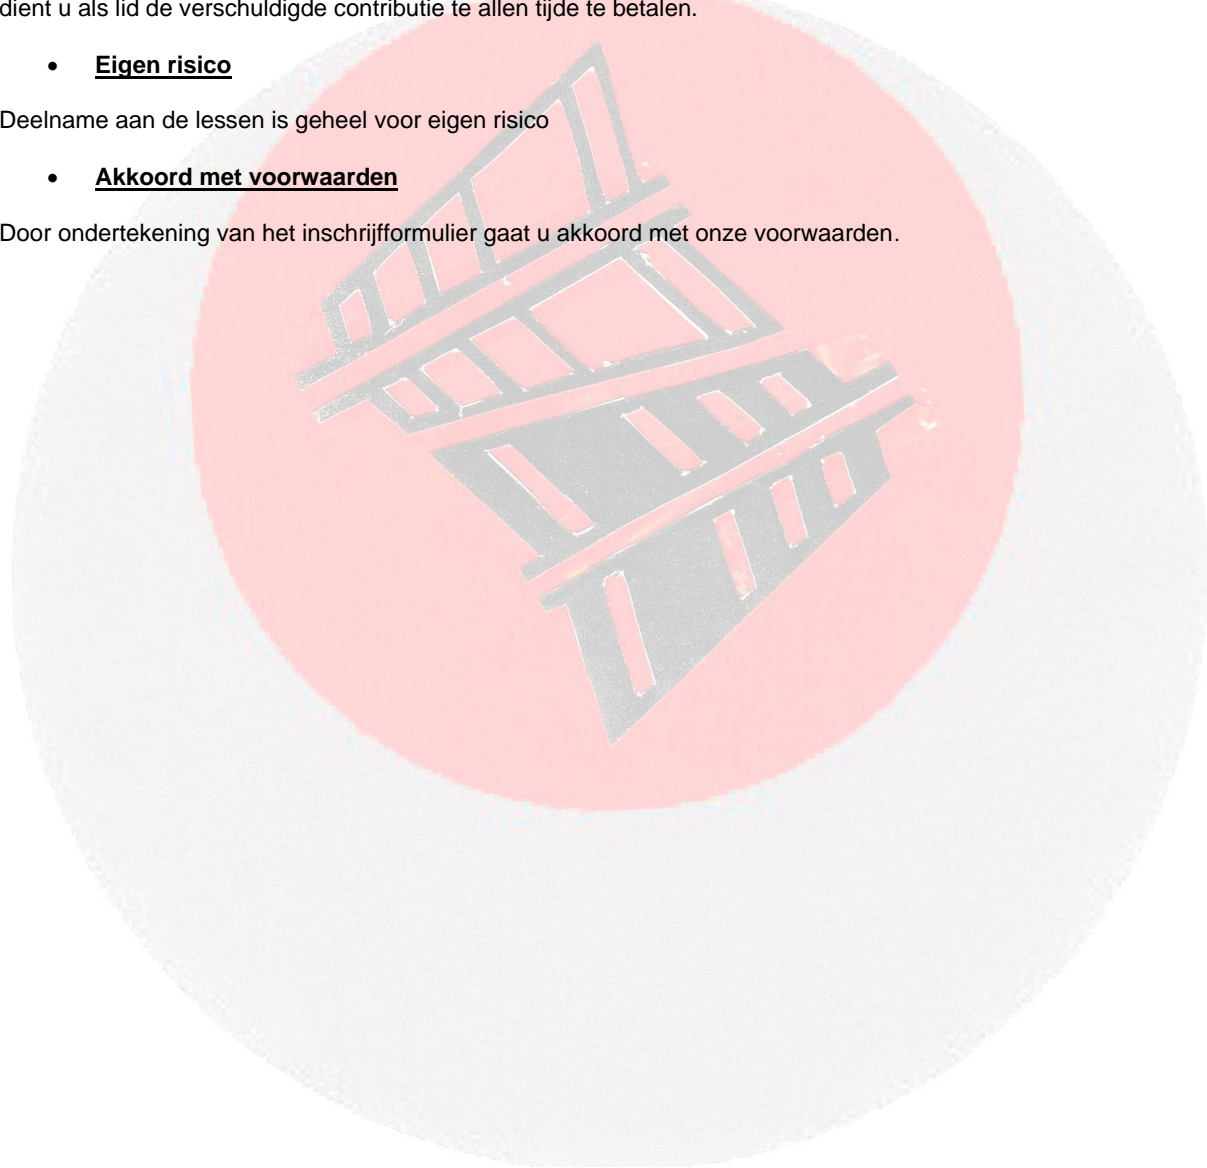 dient u als lid de verschuldigde contributie te allen tijde te betalen.
• Eigen risico
Deelname aan de lessen is geheel voor eigen risico
• Akkoord met voorwaarden
Door ondertekening van het inschrijfformulier gaat u akkoord met onze voorwaarden.